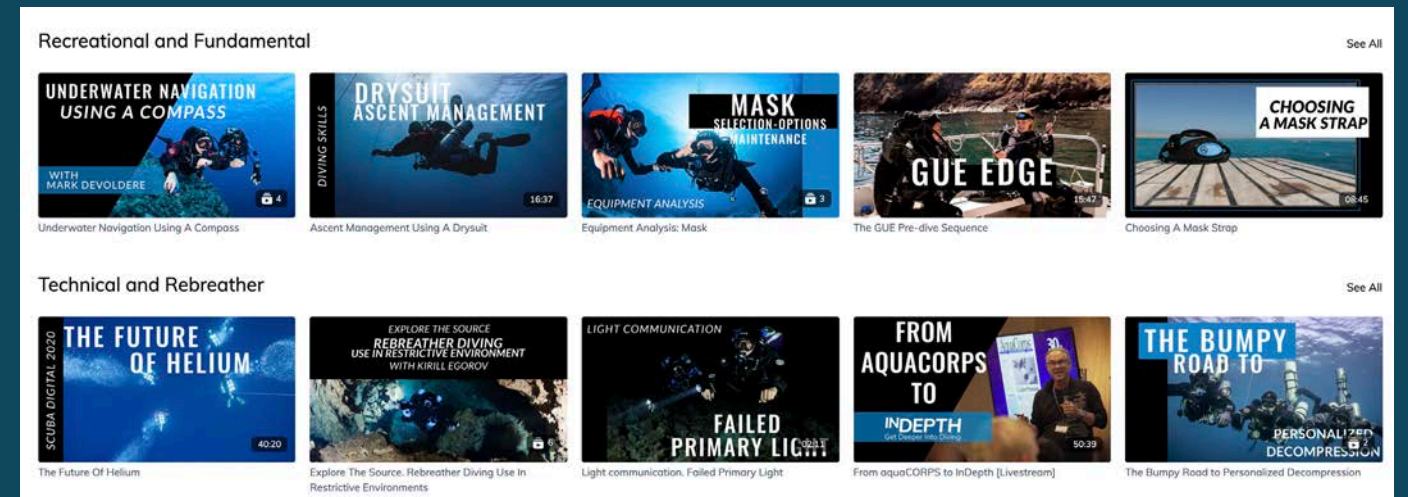 Recreational and Fundamental
See All
UNDERWATER NAVIGATION
USING A COMPASS
WITH
MARK DEVOLDERE
4
Underwater Navigation Using A Compass
DIVING SKILLS
DRYSUIT
ASCENT MANAGEMENT
16:37
Ascent Management Using A Drysuit
MASK
SELECTION-OPTIONS
MAINTENANCE
EQUIPMENT ANALYSIS
3
Equipment Analysis: Mask
GUE EDGE
15:47
The GUE Pre-dive Sequence
CHOOSING
A MASK STRAP
08:45
Choosing A Mask Strap
Technical and Rebreather
See All
SCUBA DIGITAL 2020
THE FUTURE
OF HELIUM
40:20
The Future Of Helium
EXPLORE THE SOURCE
REBREATHER DIVING
USE IN RESTRICTIVE ENVIRONMENT
WITH KIRILL EGOROV
6
Explore The Source. Rebreather Diving Use In
Restrictive Environments
LIGHT COMMUNICATION
FAILED
PRIMARY LIGHT
02:11
Light communication. Failed Primary Light
FROM
AQUACORPS
TO
INDEPTH
Get Deeper Into Diving
30
50:39
From aquaCORPS to InDepth [Livestream]
THE BUMPY
ROAD TO
PERSONALIZED
DECOMPRESSION
2
The Bumpy Road to Personalized Decompression